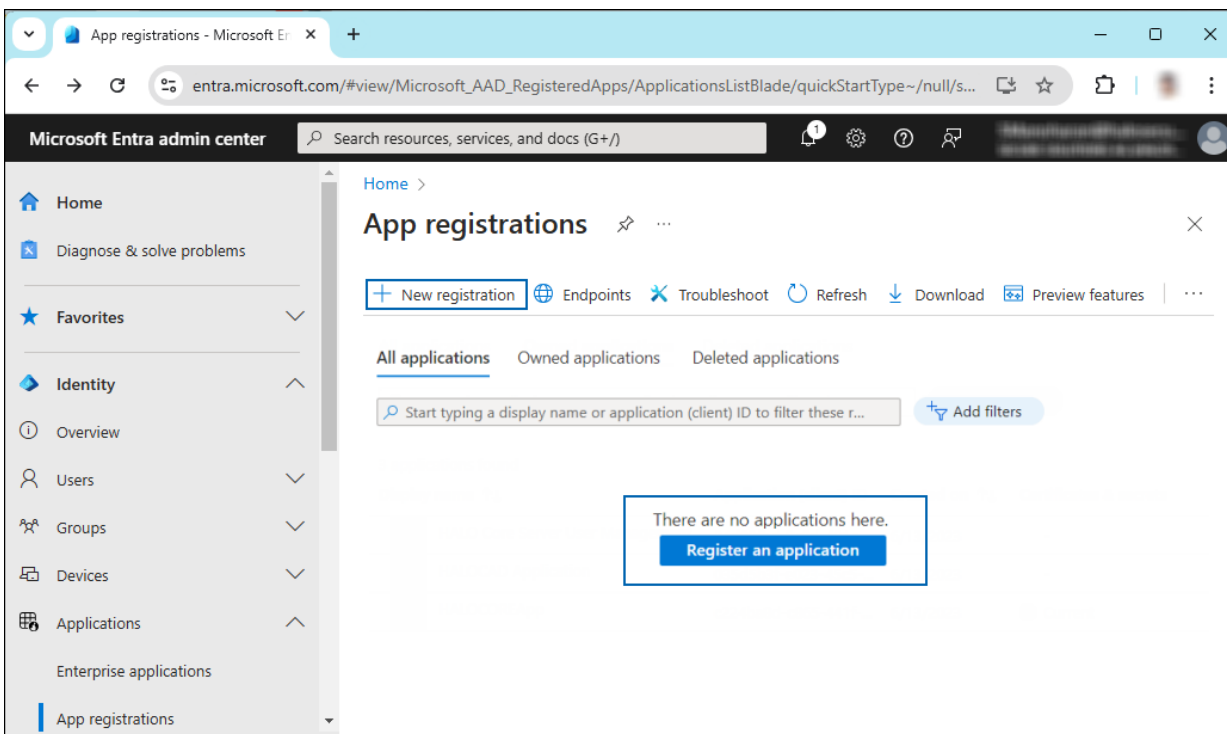 App registrations - Microsoft En
entra.microsoft.com/#view/Microsoft_AAD_RegisteredApps/ApplicationsListBlade/quickStartType~/null/s...
Microsoft Entra admin center
Search resources, services, and docs (G+/)
1
Home
Diagnose & solve problems
Favorites
Identity
Overview
Users
Groups
Devices
Applications
Enterprise applications
App registrations
Home >
App registrations
New registration Endpoints Troubleshoot Refresh Download Preview features
All applications Owned applications Deleted applications
Start typing a display name or application (client) ID to filter these r...
Add filters
There are no applications here.
Register an application